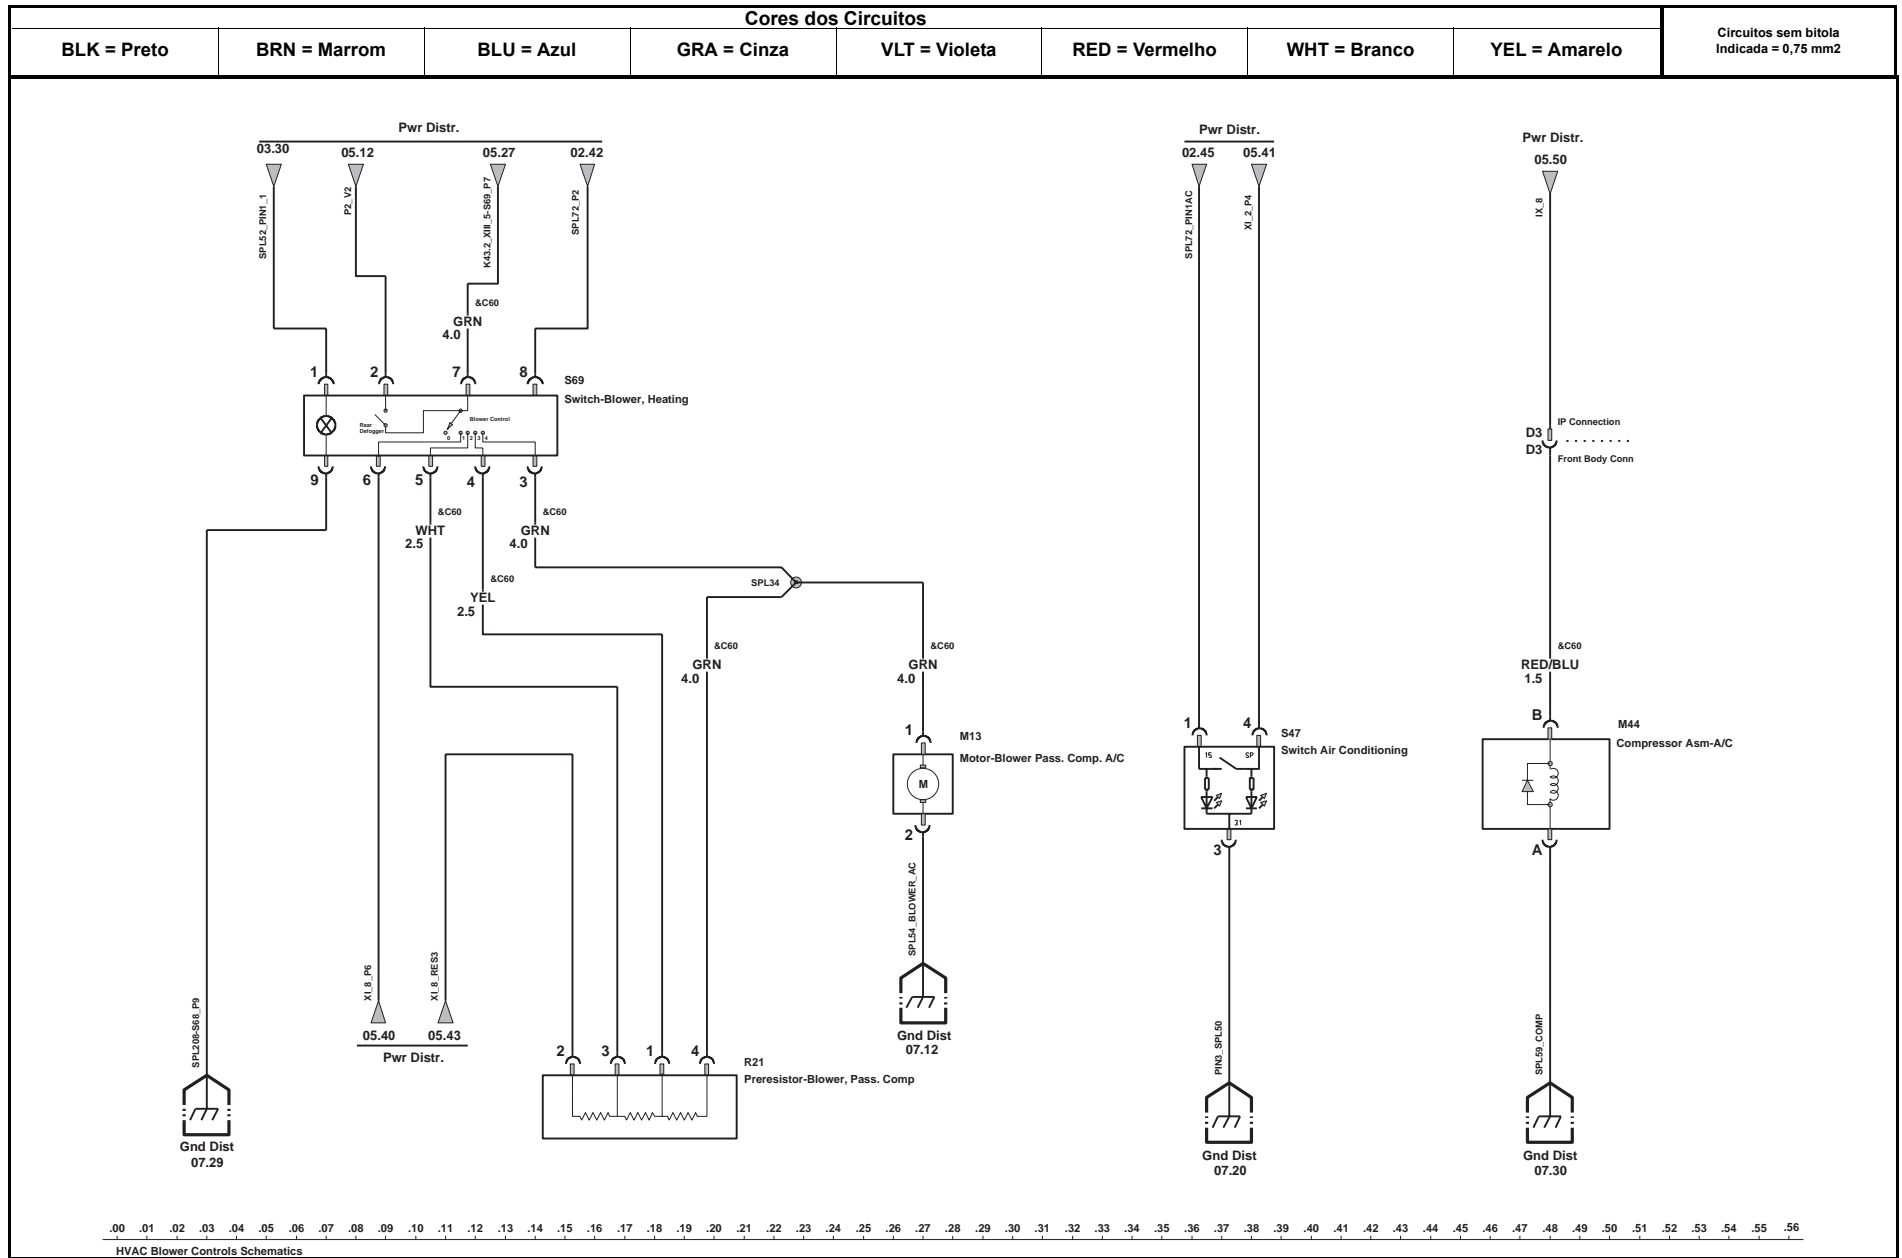 Cores dos Circuitos
BLK = Preto
BRN = Marrom
BLU = Azul
GRA = Cinza
VLT = Violeta
RED = Vermelho
WHT = Branco
YEL = Amarelo
Circuitos sem bitola
Indicada = 0,75 mm2
Pwr Distr.
03.30
05.12
05.27
02.42
SPL52_PIN1_1
P2_V2
K43.2_XIII_5-S69_P7
SPL72_P2
&C60
GRN
4.0
1
2
7
8
S69
Switch-Blower, Heating
Rear
Defogger
Blower Control
0
1
2
3
4
9
6
5
4
3
&C60
WHT
2.5
&C60
GRN
4.0
&C60
YEL
2.5
SPL34
&C60
GRN
4.0
&C60
GRN
4.0
1
M13
Motor-Blower Pass. Comp. A/C
M
2
SPL54_BLOWER_AC
Gnd Dist
07.12
XI_8_P6
XI_8_RES3
05.40
05.43
Pwr Distr.
SPL208-S68_P9
Gnd Dist
07.29
2
3
1
4
R21
Preresistor-Blower, Pass. Comp
Pwr Distr.
02.45
05.41
SPL72_PIN1AC
XI_2_P4
1
4
S47
Switch Air Conditioning
15
SP
31
3
PIN3_SPL50
Gnd Dist
07.20
Pwr Distr.
05.50
IX_8
D3
IP Connection
D3
Front Body Conn
&C60
RED/BLU
1.5
B
M44
Compressor Asm-A/C
A
SPL59_COMP
Gnd Dist
07.30
.00 .01 .02 .03 .04 .05 .06 .07 .08 .09 .10 .11 .12 .13 .14 .15 .16 .17 .18 .19 .20 .21 .22 .23 .24 .25 .26 .27 .28 .29 .30 .31 .32 .33 .34 .35 .36 .37 .38 .39 .40 .41 .42 .43 .44 .45 .46 .47 .48 .49 .50 .51 .52 .53 .54 .55 .56
HVAC Blower Controls Schematics